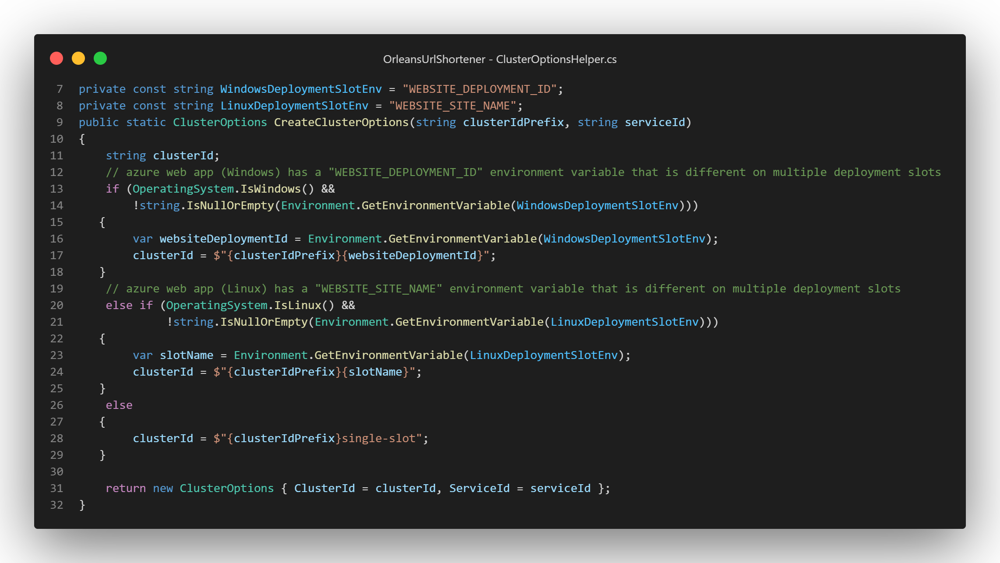 OrleansUrlShortener - ClusterOptionsHelper.cs
7 private const string WindowsDeploymentSlotEnv = "WEBSITE_DEPLOYMENT_ID";
8 private const string LinuxDeploymentSlotEnv = "WEBSITE_SITE_NAME";
9 public static ClusterOptions CreateClusterOptions(string clusterIdPrefix, string serviceId)
10 {
11     string clusterId;
12     // azure web app (Windows) has a "WEBSITE_DEPLOYMENT_ID" environment variable that is different on multiple deployment slots
13     if (OperatingSystem.IsWindows() &&
14         !string.IsNullOrEmpty(Environment.GetEnvironmentVariable(WindowsDeploymentSlotEnv)))
15    {
16         var websiteDeploymentId = Environment.GetEnvironmentVariable(WindowsDeploymentSlotEnv);
17         clusterId = $"{clusterIdPrefix}{websiteDeploymentId}";
18    }
19     // azure web app (Linux) has a "WEBSITE_SITE_NAME" environment variable that is different on multiple deployment slots
20     else if (OperatingSystem.IsLinux() &&
21              !string.IsNullOrEmpty(Environment.GetEnvironmentVariable(LinuxDeploymentSlotEnv)))
22    {
23         var slotName = Environment.GetEnvironmentVariable(LinuxDeploymentSlotEnv);
24         clusterId = $"{clusterIdPrefix}{slotName}";
25    }
26     else
27    {
28         clusterId = $"{clusterIdPrefix}single-slot";
29    }
30
31     return new ClusterOptions { ClusterId = clusterId, ServiceId = serviceId };
32 }